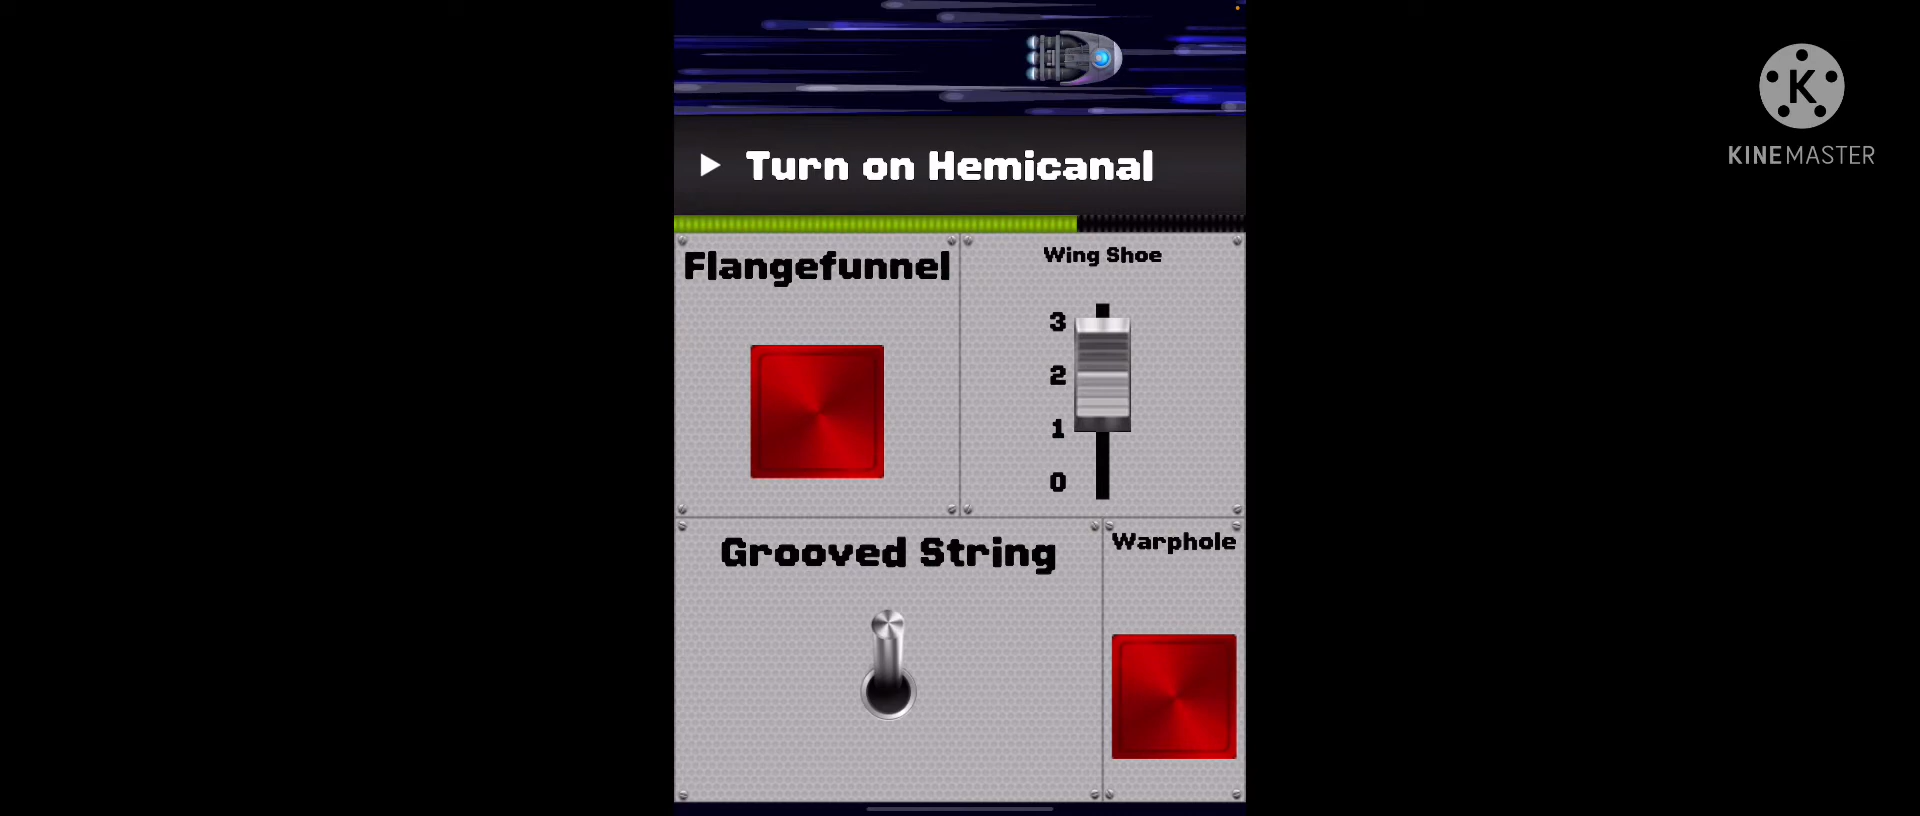 Turn on Hemicanal
Flangefunnel
Wing Shoe
3
2
1
0
Grooved String
Warphole
K
KINEMASTER